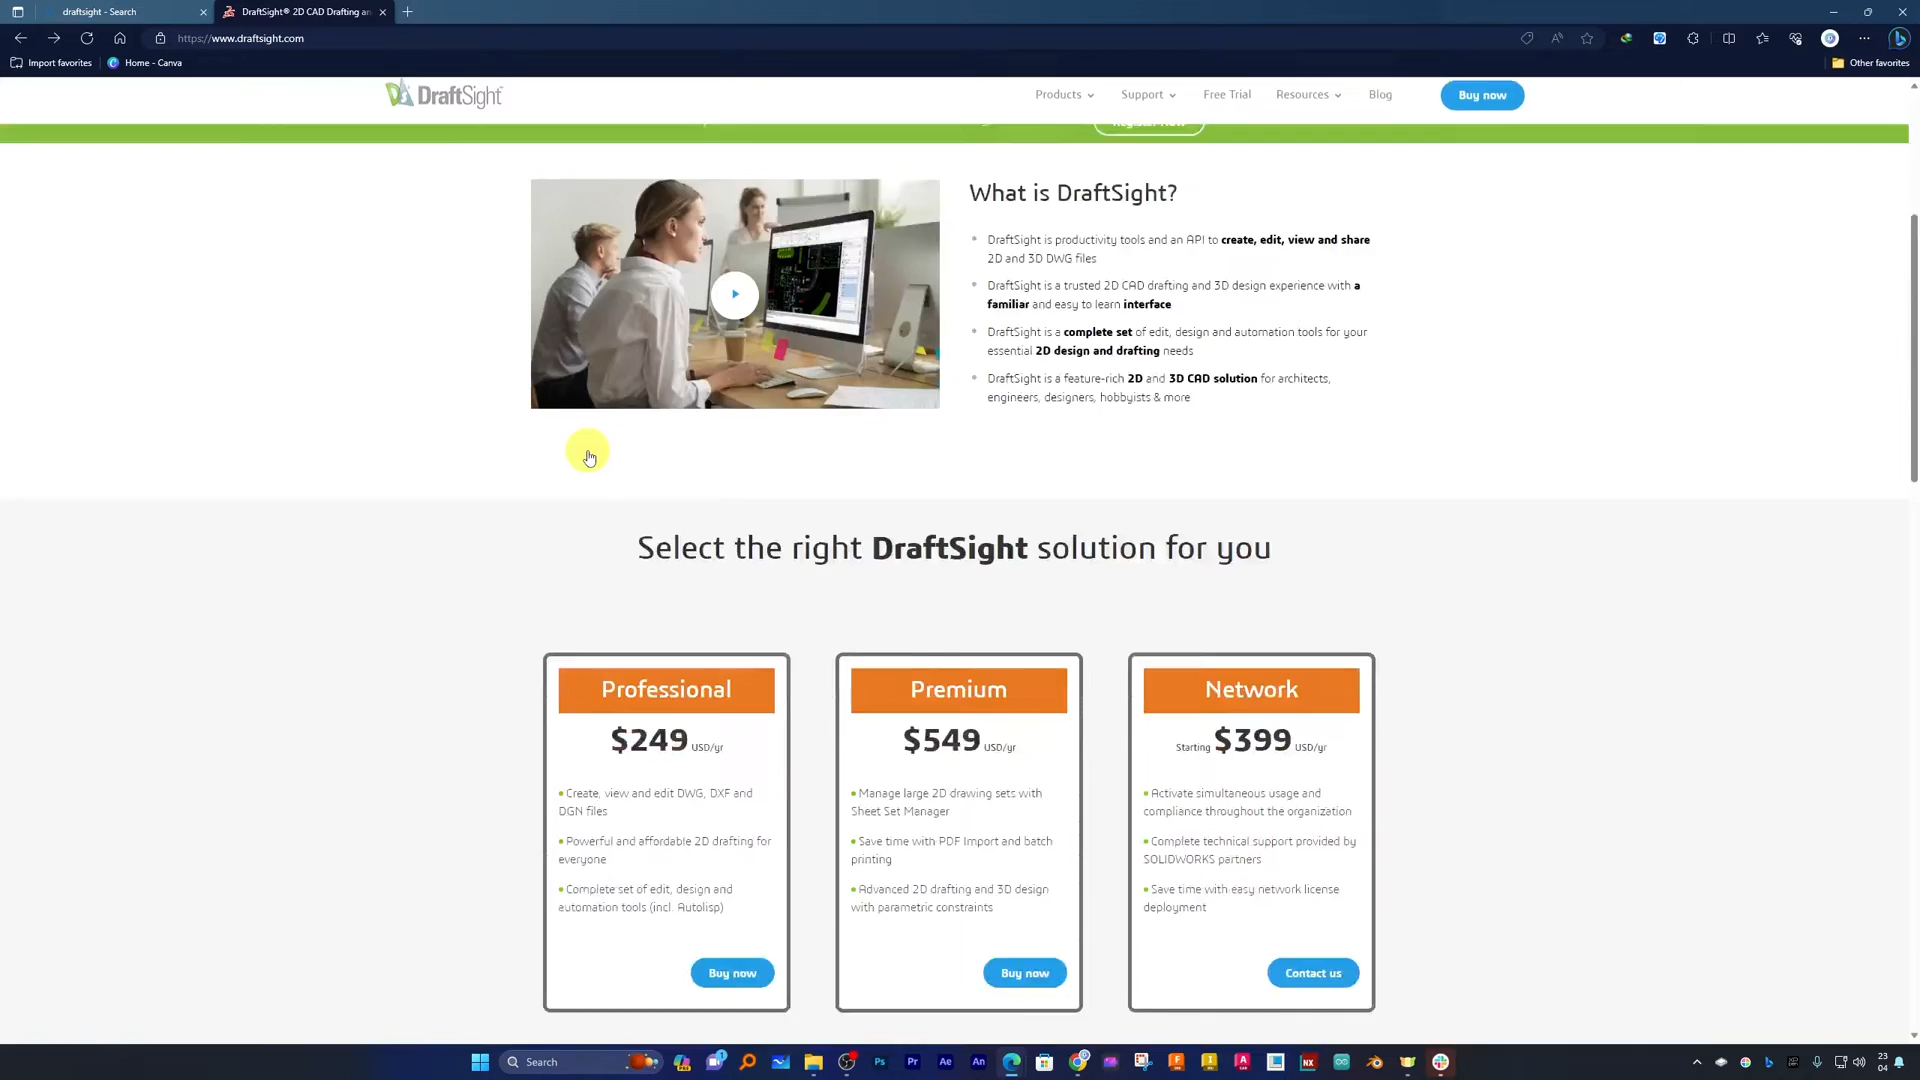 draftsight - Search
DraftSight® 2D CAD Drafting an
https://www.draftsight.com
Import favorites
Home - Canva
Other favorites
DraftSight
Products
Support
Free Trial
Resources
Blog
Buy now
What is DraftSight?
DraftSight is productivity tools and an API to create, edit, view and share
2D and 3D DWG files
DraftSight is a trusted 2D CAD drafting and 3D design experience with a
familiar and easy to learn interface
DraftSight is a complete set of edit, design and automation tools for your
essential 2D design and drafting needs
DraftSight is a feature-rich 2D and 3D CAD solution for architects,
engineers, designers, hobbyists & more
Select the right DraftSight solution for you
Professional
$249 USD/yr
• Create, view and edit DWG, DXF and
DGN files
• Powerful and affordable 2D drafting for
everyone
• Complete set of edit, design and
automation tools (incl. Autolisp)
Buy now
Premium
$549 USD/yr
• Manage large 2D drawing sets with
Sheet Set Manager
• Save time with PDF Import and batch
printing
• Advanced 2D drafting and 3D design
with parametric constraints
Buy now
Network
Starting $399 USD/yr
• Activate simultaneous usage and
compliance throughout the organization
• Complete technical support provided by
SOLIDWORKS partners
• Save time with easy network license
deployment
Contact us
Search
Ps
Pr
Ae
An
NX
23
04